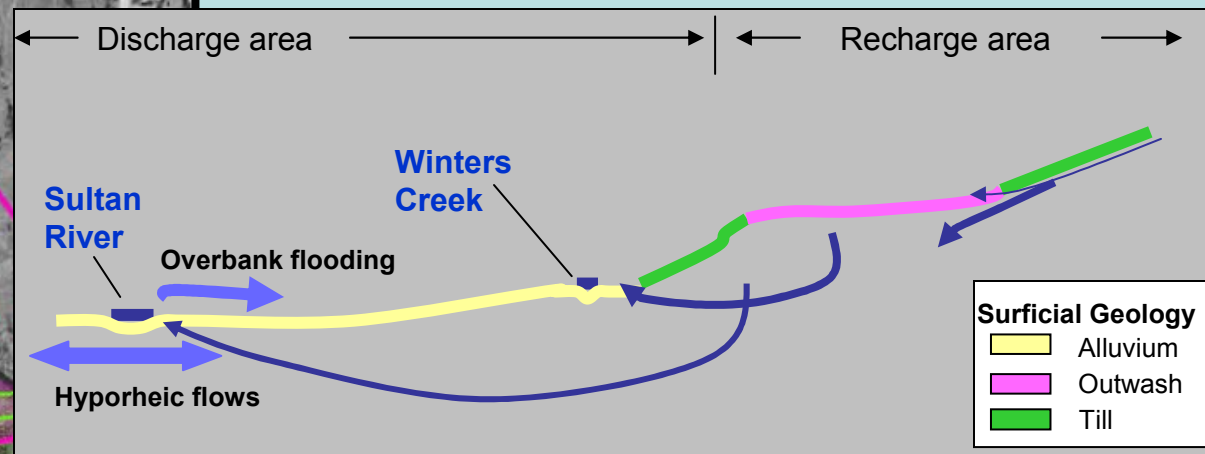 Discharge area
Recharge area
Winters
Creek
Sultan
River
Overbank flooding
Hyporheic flows
Surficial Geology
Alluvium
Outwash
Till